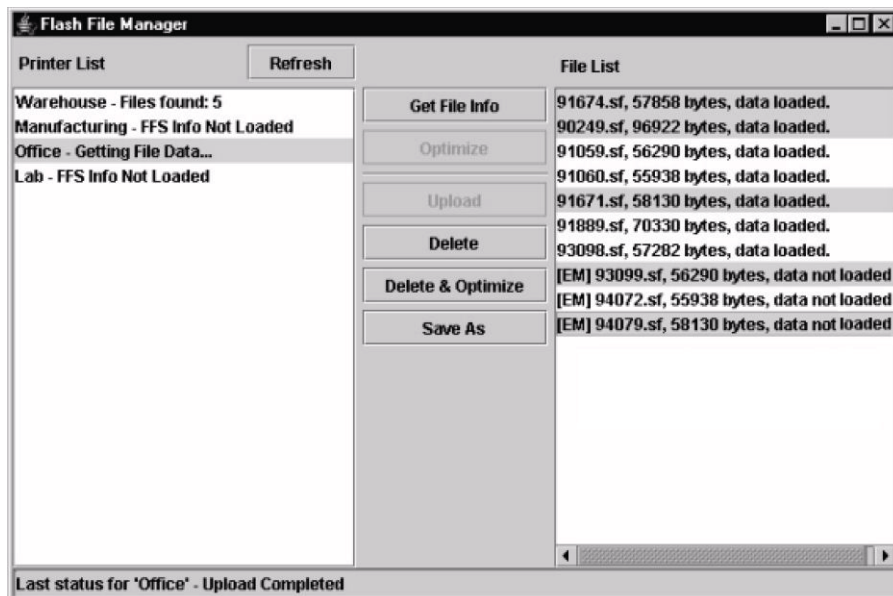 Flash File Manager
Printer List
Refresh
Warehouse - Files found: 5
Manufacturing - FFS Info Not Loaded
Office - Getting File Data...
Lab - FFS Info Not Loaded
Get File Info
Optimize
Upload
Delete
Delete & Optimize
Save As
File List
91674.sf, 57858 bytes, data loaded.
90249.sf, 96922 bytes, data loaded.
91059.sf, 56290 bytes, data loaded.
91060.sf, 55938 bytes, data loaded.
91671.sf, 58130 bytes, data loaded.
91889.sf, 70330 bytes, data loaded.
93098.sf, 57282 bytes, data loaded.
[EM] 93099.sf, 56290 bytes, data not loaded
[EM] 94072.sf, 55938 bytes, data not loaded
[EM] 94079.sf, 58130 bytes, data not loaded
Last status for 'Office' - Upload Completed